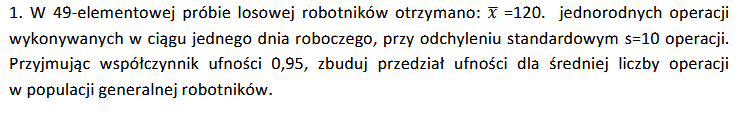 1. W 49-elementowej próbie losowej robotników otrzymano: x̅ =120. jednorodnych operacji
wykonywanych w ciągu jednego dnia roboczego, przy odchyleniu standardowym s=10 operacji.
Przyjmując współczynnik ufności 0,95, zbuduj przedział ufności dla średniej liczby operacji
w populacji generalnej robotników.